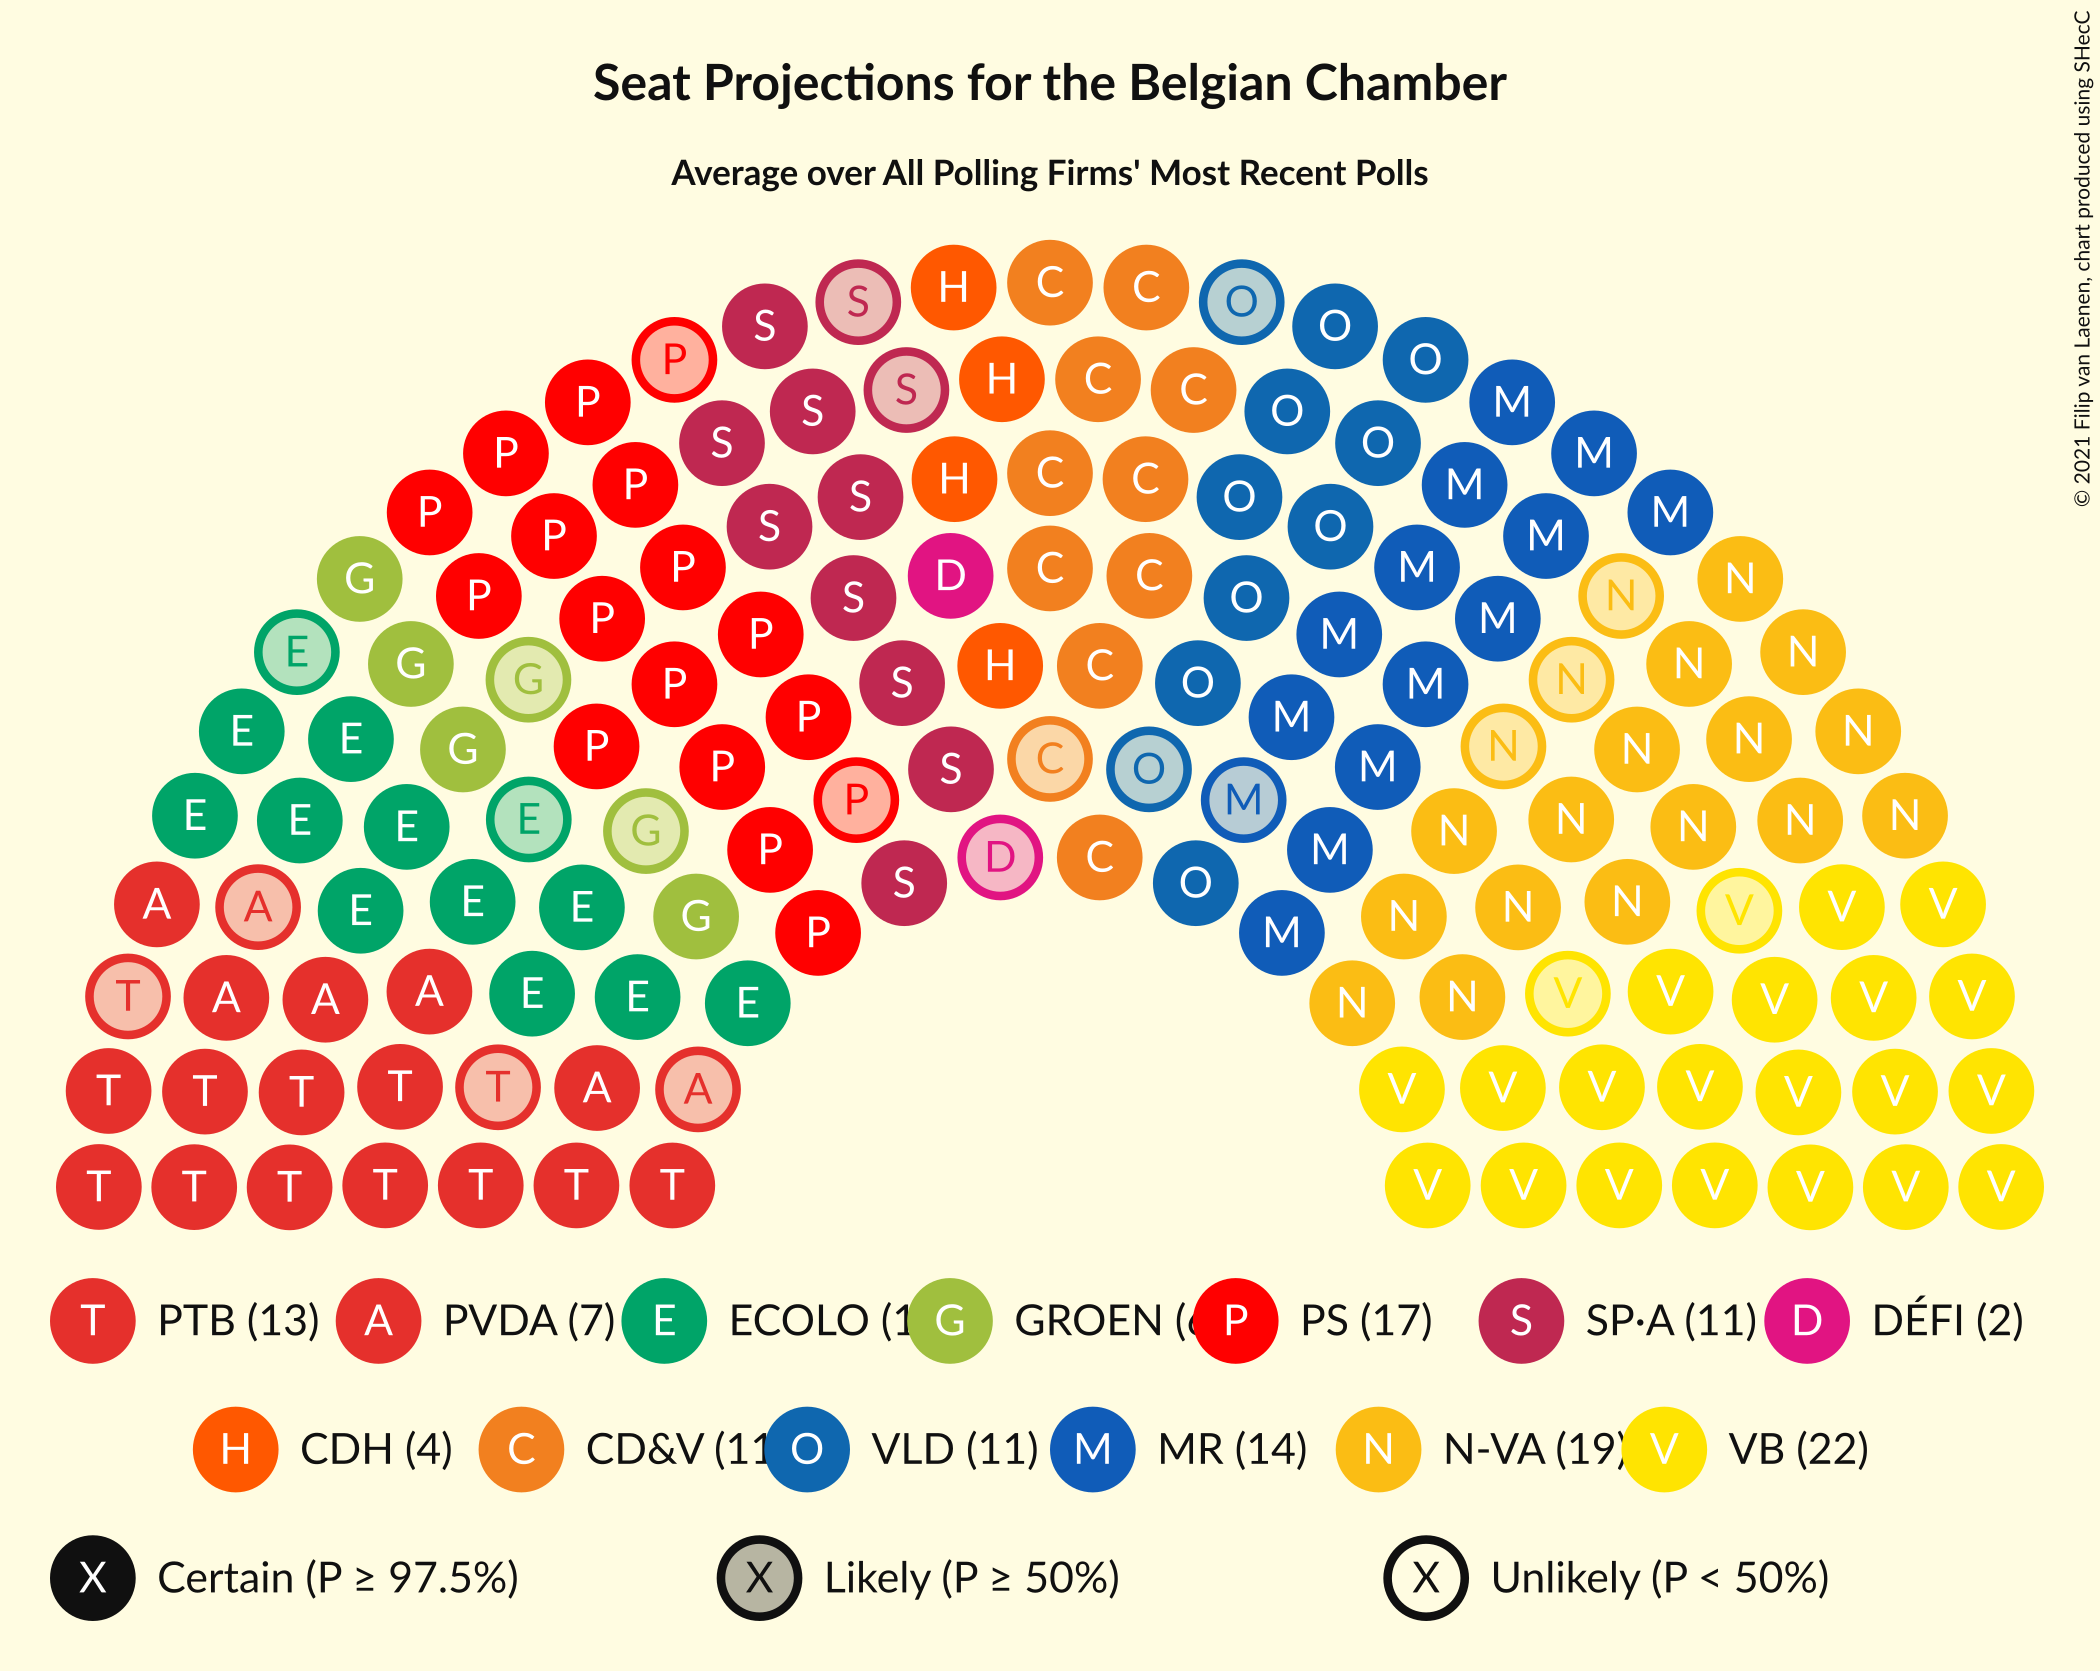 Seat Projections for the Belgian Chamber
Average over All Polling Firms' Most Recent Polls
© 2021 Filip van Laenen, chart produced using SHecC
S H C C O
S O
P O
P S S H C C O M
P S O M
P P S H C C O M M
P S O M
P P S D C C O M M
G P O M N N
E G P P S H C O M M N N
G P M N
E E G P P P S C O M M N N N N
E E E E G P P S D C O M M N N N N N
A A E E E G P S O M N N N V V V
T A A A E E E N N V V V V V
T T T T T A A V V V V V V V
T T T T T T T V V V V V V V
T PTB (13) A PVDA (7) E ECOLO (1 G GROEN ( P PS (17) S SP·A (11) D DÉFI (2)
H CDH (4) C CD&V (11 O VLD (11) M MR (14) N N-VA (19) V VB (22)
X Certain (P ≥ 97.5%) X Likely (P ≥ 50%) X Unlikely (P < 50%)